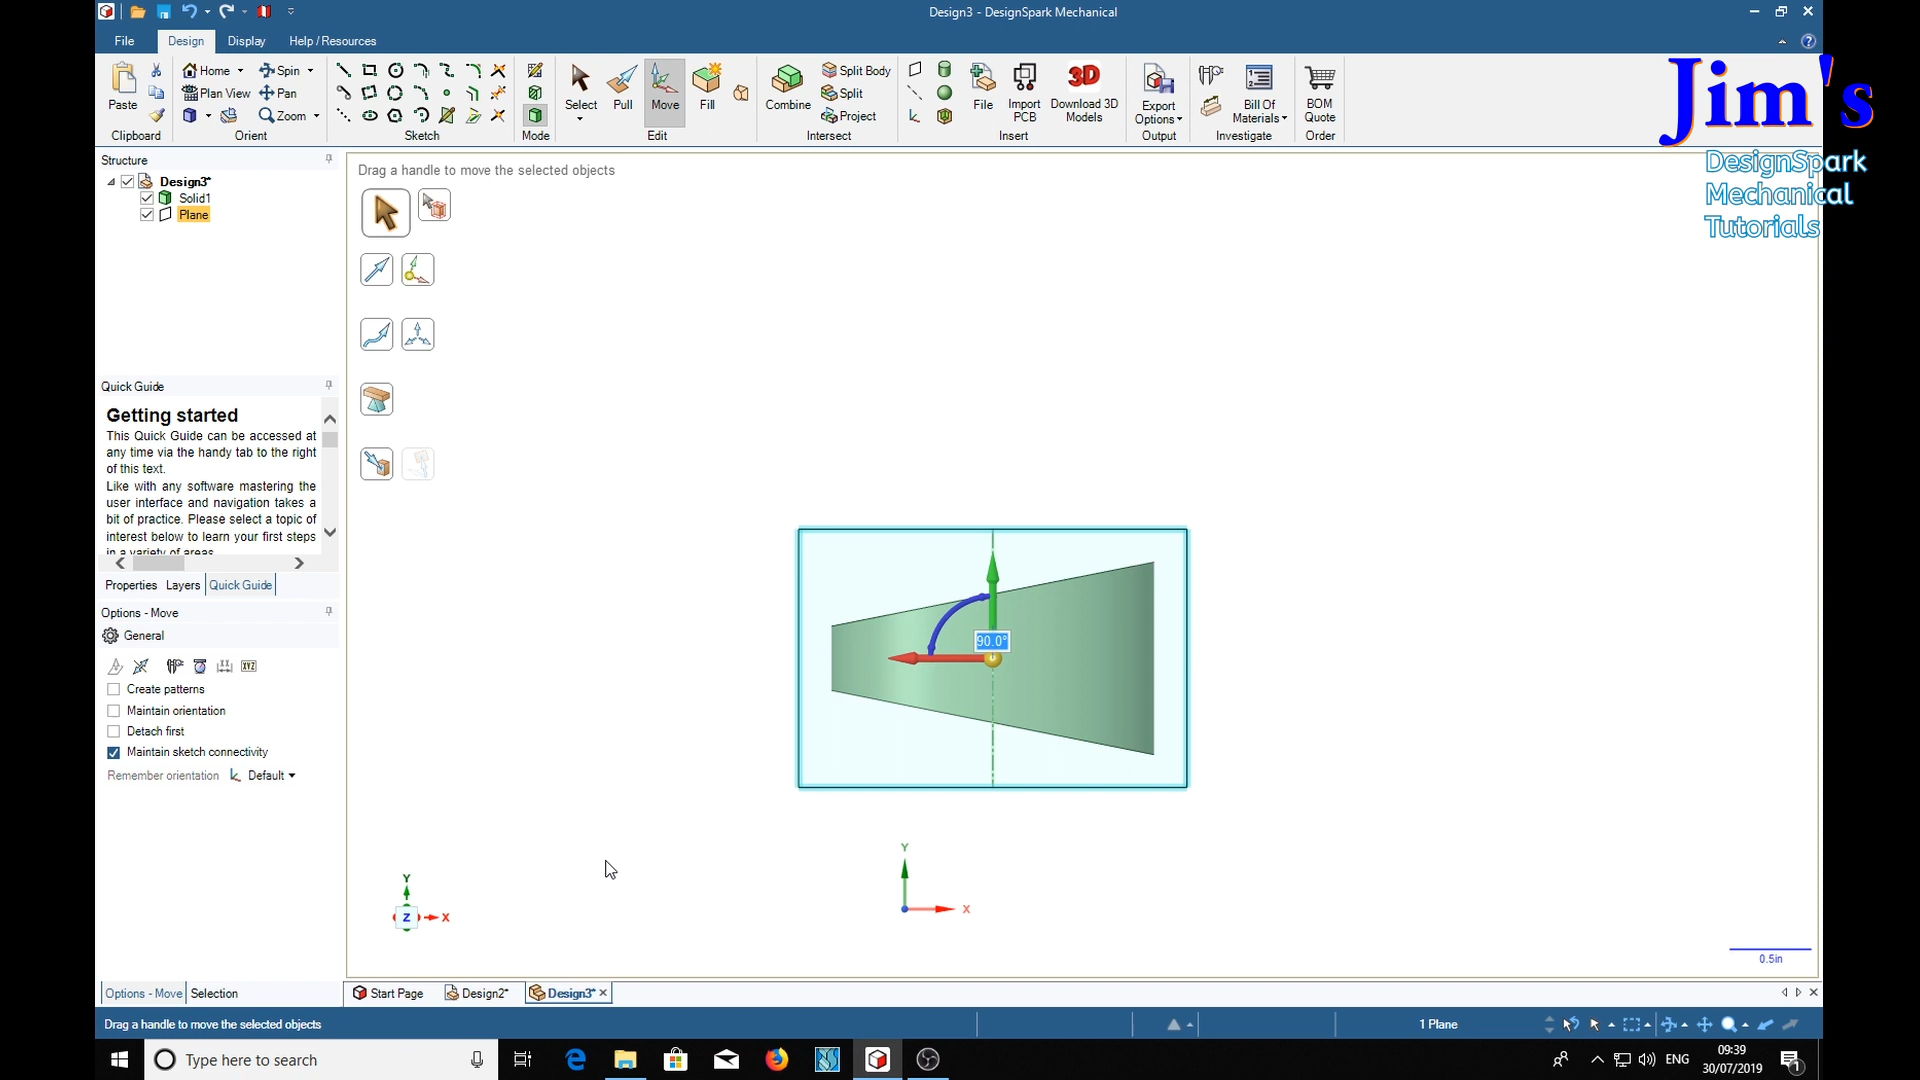 Design3 - DesignSpark Mechanical
File Design Display Help / Resources
Jim's
DesignSpark
Mechanical
Tutorials
Home Spin Split Body
Plan View Pan Split
Zoom Project
Paste Select Pull Move Fill Combine File Import PCB Download 3D Models Export Options Bill Of Materials BOM Quote
3D
XYZ
Clipboard Orient Sketch Mode Edit Intersect Insert Output Investigate Order
Structure
Design3*
Solid1
Plane
Drag a handle to move the selected objects
Quick Guide
Getting started
This Quick Guide can be accessed at
any time via the handy tab to the right
of this text.
Like with any software mastering the
user interface and navigation takes a
bit of practice. Please select a topic of
interest below to learn your first steps
in a variety of areas
Properties Layers Quick Guide
Options - Move
General
Create patterns
Maintain orientation
Detach first
Maintain sketch connectivity
Remember orientation Default
90.0°
Y
X
Y
Z X
0.5in
Options - Move Selection
Start Page Design2* Design3*
Drag a handle to move the selected objects
1 Plane
Type here to search
ENG
09:39
30/07/2019
1